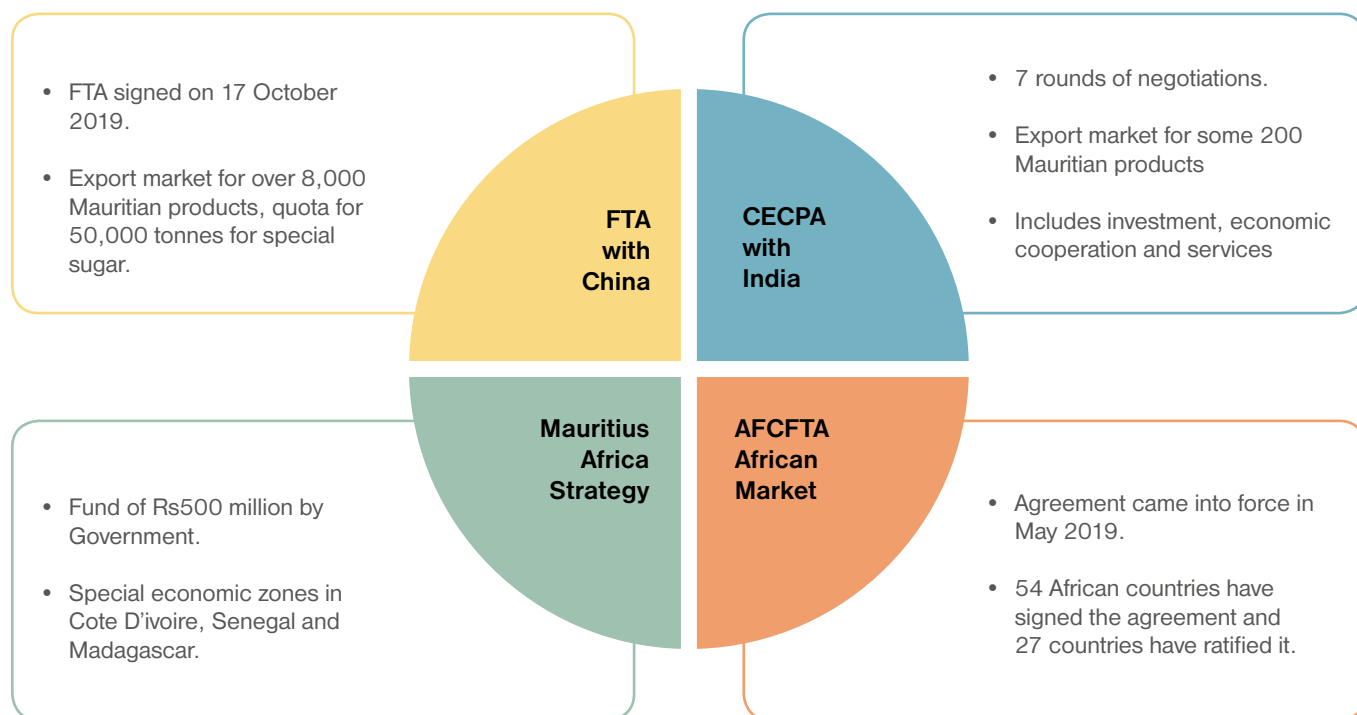 • FTA signed on 17 October
2019.
• Export market for over 8,000
Mauritian products, quota for
50,000 tonnes for special
sugar.
FTA
with
China
CECPA
with
India
• 7 rounds of negotiations.
• Export market for some 200
Mauritian products
• Includes investment, economic
cooperation and services
• Fund of Rs500 million by
Government.
• Special economic zones in
Cote D'ivoire, Senegal and
Madagascar.
Mauritius
Africa
Strategy
AFCFTA
African
Market
• Agreement came into force in
May 2019.
• 54 African countries have
signed the agreement and
27 countries have ratified it.